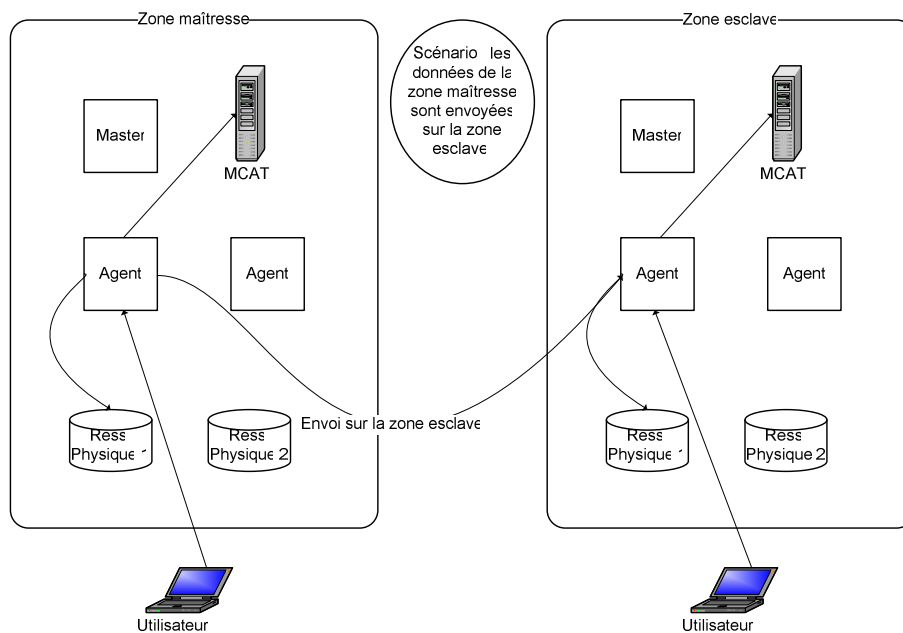 Zone maîtresse
Zone esclave
Scénario les
données de la
zone maîtresse
sont envoyées
sur la zone
esclave
Master
MCAT
Master
MCAT
Agent
Agent
Agent
Agent
Envoi sur la zone esclave
Ress
Physique 1
Ress
Physique 2
Ress
Physique 1
Ress
Physique 2
Utilisateur
Utilisateur